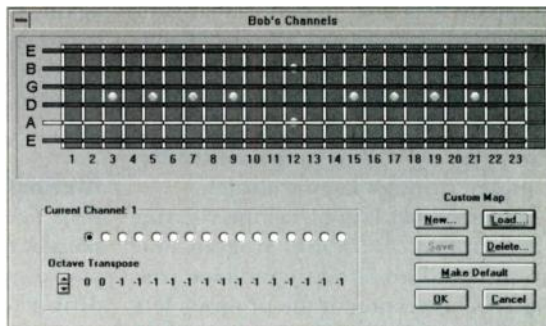 Bob's Channels
E
B
G
D
A
E
1 2 3 4 5 6 7 8 9 10 11 12 13 14 15 16 17 18 19 20 21 22 23
Current Channel: 1
Octave Transpose
0 0 -1 -1 -1 -1 -1 -1 -1 -1 -1 -1 -1 -1 -1 -1
Custom Map
New... Load...
Save Delete...
Make Default
OK Cancel